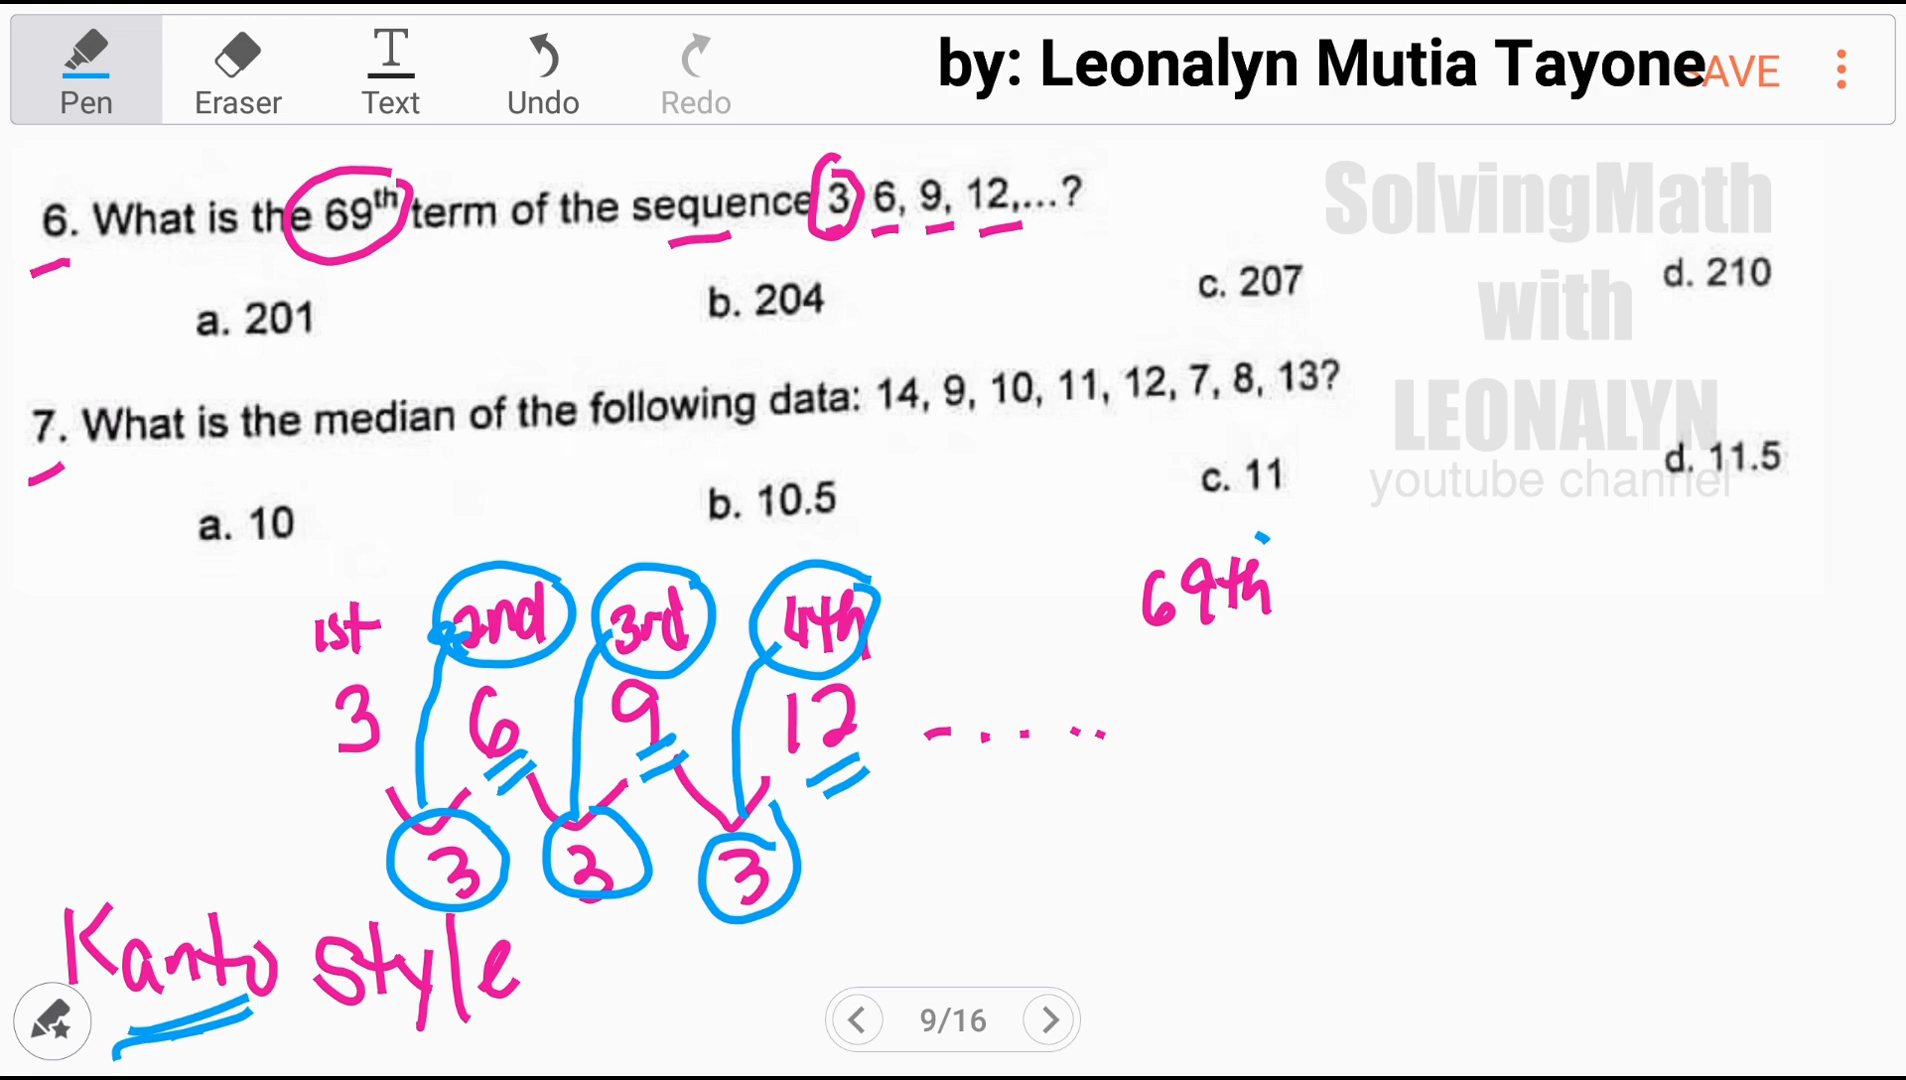 Pen
Eraser
Text
Undo
Redo
by: Leonalyn Mutia Tayone
AVE
SolvingMath
with
LEONALYN
youtube channel
6. What is the 69th term of the sequence 3, 6, 9, 12,...?
a. 201
b. 204
c. 207
d. 210
7. What is the median of the following data: 14, 9, 10, 11, 12, 7, 8, 13?
a. 10
b. 10.5
c. 11
d. 11.5
1st 2nd 3rd 4th 69th
3 6 9 12 - . . . .
3 3 3
Kanto Style
9/16